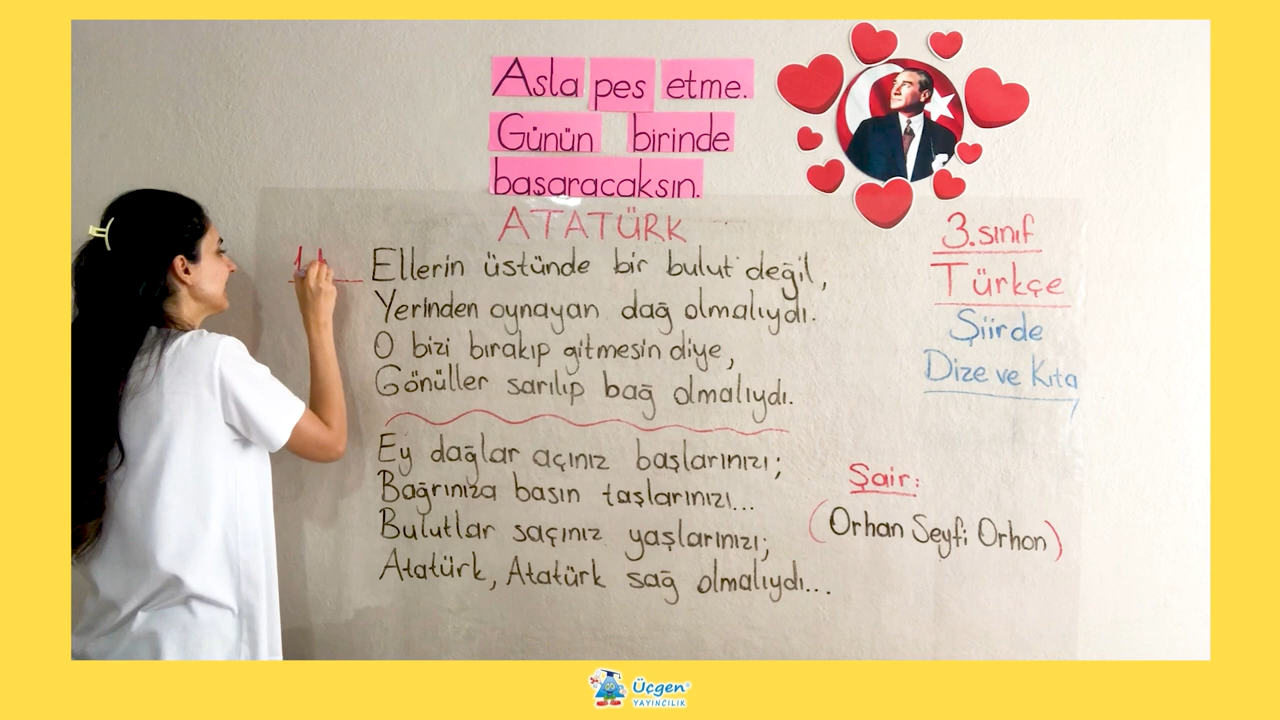 Asla pes etme.
Günün birinde
başaracaksın.
ATATÜRK
Ellerin üstünde bir bulut değil,
Yerinden oynayan dağ olmalıydı.
O bizi bırakıp gitmesin diye,
Gönüller sarılıp bağ olmalıydı.
Ey dağlar açınız başlarınızı;
Bağrınıza basın taşlarınızı...
Bulutlar saçınız yaşlarınızı;
Atatürk, Atatürk sağ olmalıydı...
3.sınıf
Türkçe
Şiirde
Dize ve Kıta
Şair:
(Orhan Seyfi Orhon)
Üçgen
YAYINCILIK